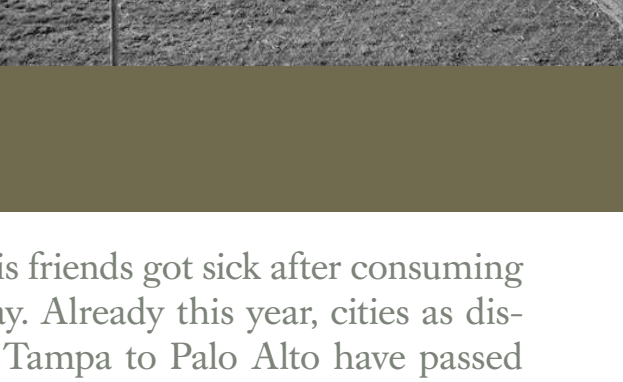 is friends got sick after consuming
ay. Already this year, cities as dis-
Tampa to Palo Alto have passed